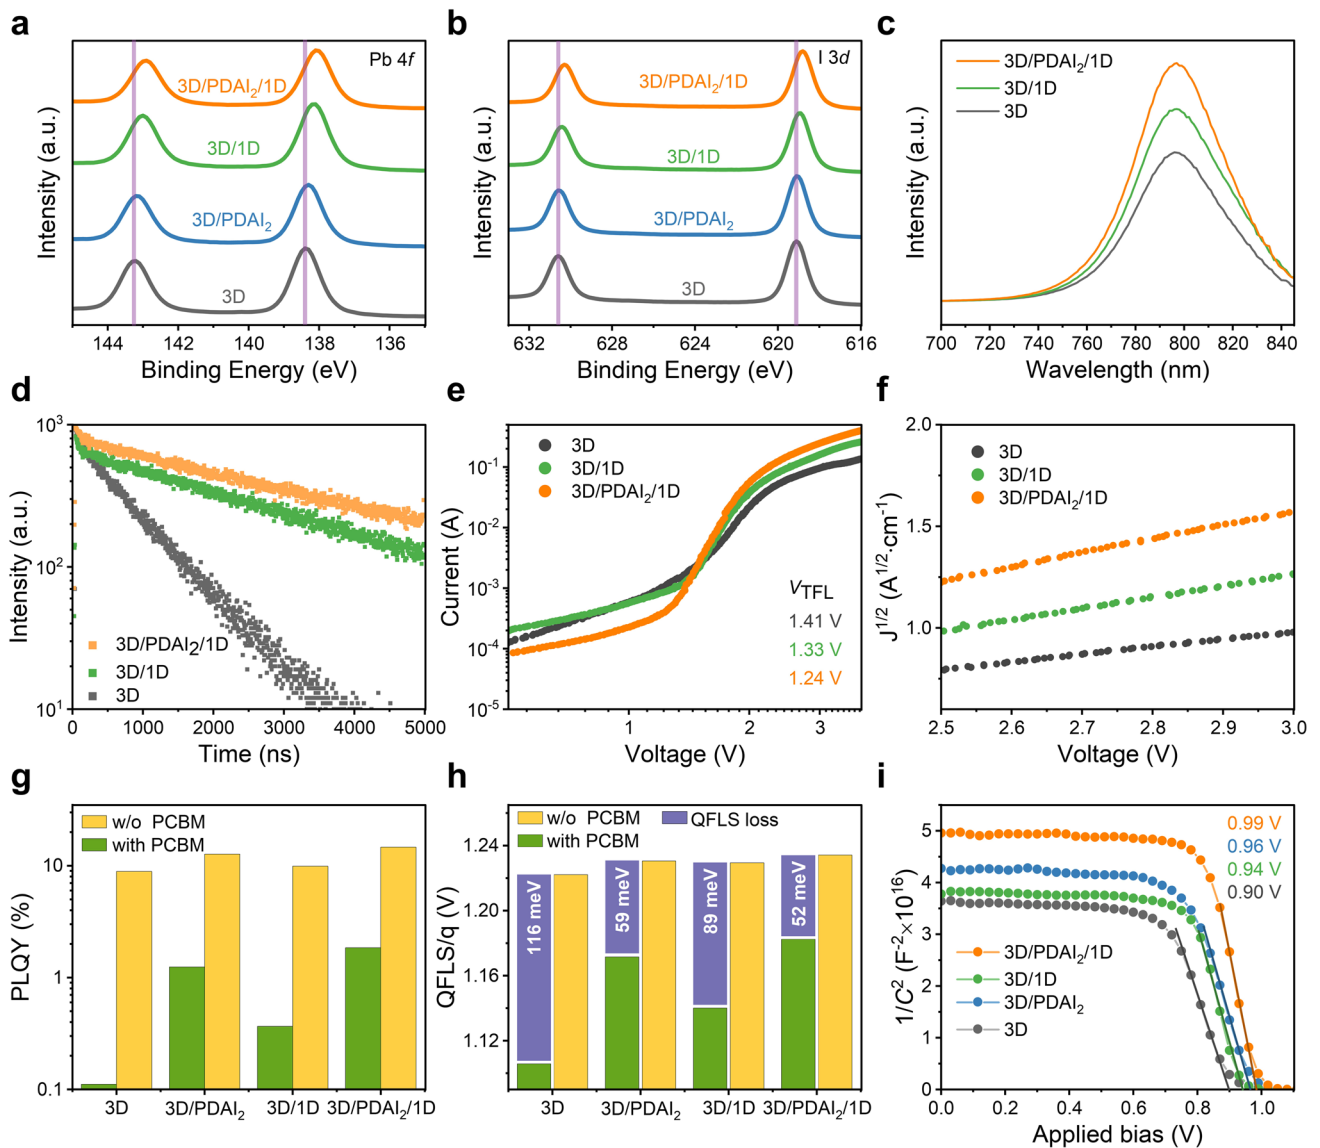 a
Pb 4f
3D/PDAI2/1D
3D/1D
3D/PDAI2
3D
Intensity (a.u.)
144 142 140 138 136
Binding Energy (eV)
b
I 3d
3D/PDAI2/1D
3D/1D
3D/PDAI2
3D
Intensity (a.u.)
632 628 624 620 616
Binding Energy (eV)
c
3D/PDAI2/1D
3D/1D
3D
Intensity (a.u.)
700 720 740 760 780 800 820 840
Wavelength (nm)
d
10^3
10^2
10^1
Intensity (a.u.)
3D/PDAI2/1D
3D/1D
3D
0 1000 2000 3000 4000 5000
Time (ns)
e
3D
3D/1D
3D/PDAI2/1D
10^-1
10^-2
10^-3
10^-4
10^-5
Current (A)
VTFL
1.41 V
1.33 V
1.24 V
1 2 3
Voltage (V)
f
3D
3D/1D
3D/PDAI2/1D
2.0
1.5
1.0
J^1/2 (A^1/2·cm^-1)
2.5 2.6 2.7 2.8 2.9 3.0
Voltage (V)
g
w/o PCBM
with PCBM
10
1
0.1
PLQY (%)
3D 3D/PDAI2 3D/1D 3D/PDAI2/1D
h
w/o PCBM QFLS loss
with PCBM
1.24
1.20
1.16
1.12
QFLS/q (V)
116 meV
59 meV
89 meV
52 meV
3D 3D/PDAI2 3D/1D 3D/PDAI2/1D
i
0.99 V
0.96 V
0.94 V
0.90 V
5
4
3
2
1
0
1/C^2 (F^-2×10^16)
3D/PDAI2/1D
3D/1D
3D/PDAI2
3D
0.0 0.2 0.4 0.6 0.8 1.0
Applied bias (V)